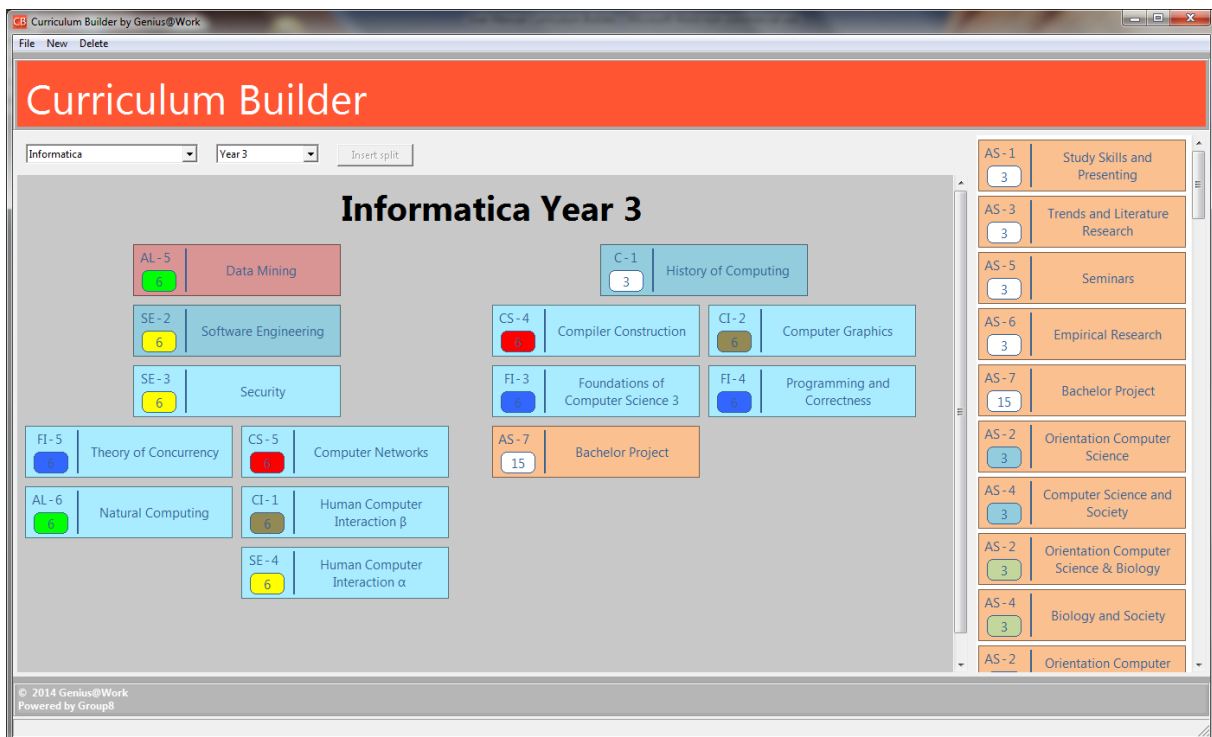 CB Curriculum Builder by Genius@Work
File New Delete
Curriculum Builder
Informatica Year 3 Insert split
Informatica Year 3
AL-5
6
Data Mining
C-1
3
History of Computing
SE-2
6
Software Engineering
CS-4
6
Compiler Construction
CI-2
6
Computer Graphics
SE-3
6
Security
FI-3
6
Foundations of
Computer Science 3
FI-4
6
Programming and
Correctness
FI-5
6
Theory of Concurrency
CS-5
6
Computer Networks
AS-7
15
Bachelor Project
AL-6
6
Natural Computing
CI-1
6
Human Computer
Interaction β
SE-4
6
Human Computer
Interaction α
AS-1
3
Study Skills and
Presenting
AS-3
3
Trends and Literature
Research
AS-5
3
Seminars
AS-6
3
Empirical Research
AS-7
15
Bachelor Project
AS-2
3
Orientation Computer
Science
AS-4
3
Computer Science and
Society
AS-2
3
Orientation Computer
Science & Biology
AS-4
3
Biology and Society
AS-2
Orientation Computer
© 2014 Genius@Work
Powered by Group8